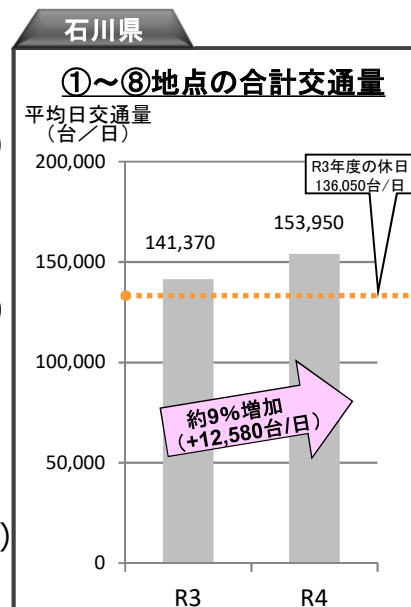 石川県
①～⑧地点の合計交通量
平均日交通量
（台／日）
200,000
R3年度の休日
136,050台/日
153,950
141,370
150,000
100,000
約9%増加
（+12,580台/日）
50,000
0
R3
R4
)
)
)